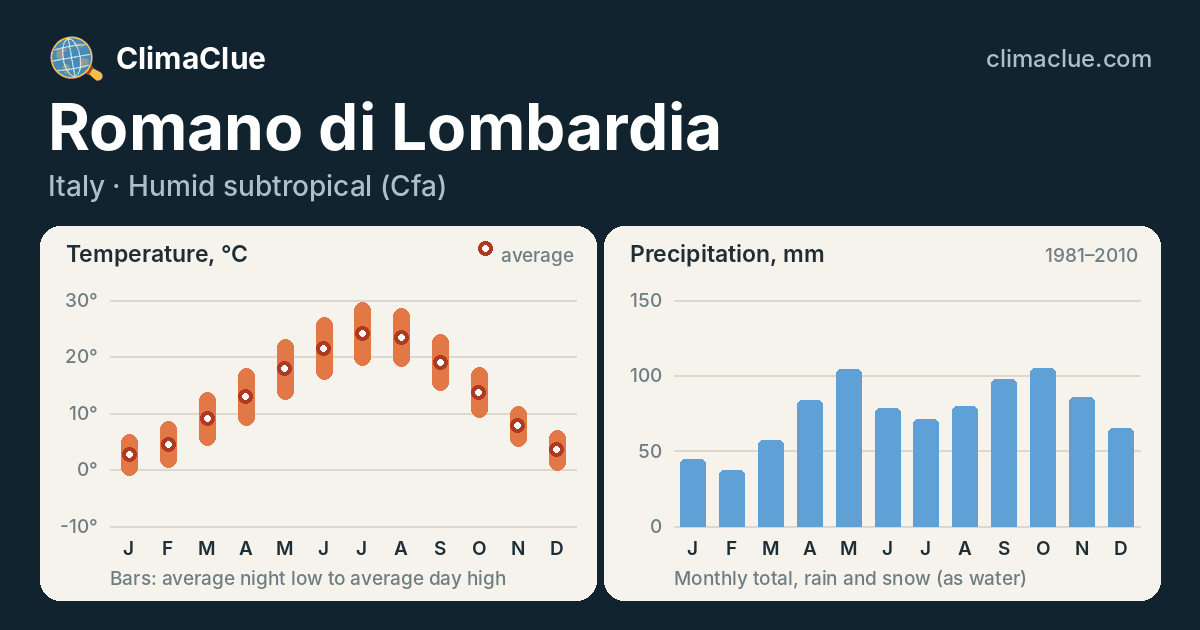 ClimaClue
climaclue.com
Romano di Lombardia
Italy · Humid subtropical (Cfa)
Temperature, °C
average
30°
20°
10°
0°
-10°
J F M A M J J A S O N D
Bars: average night low to average day high
Precipitation, mm
1981–2010
150
100
50
0
J F M A M J J A S O N D
Monthly total, rain and snow (as water)